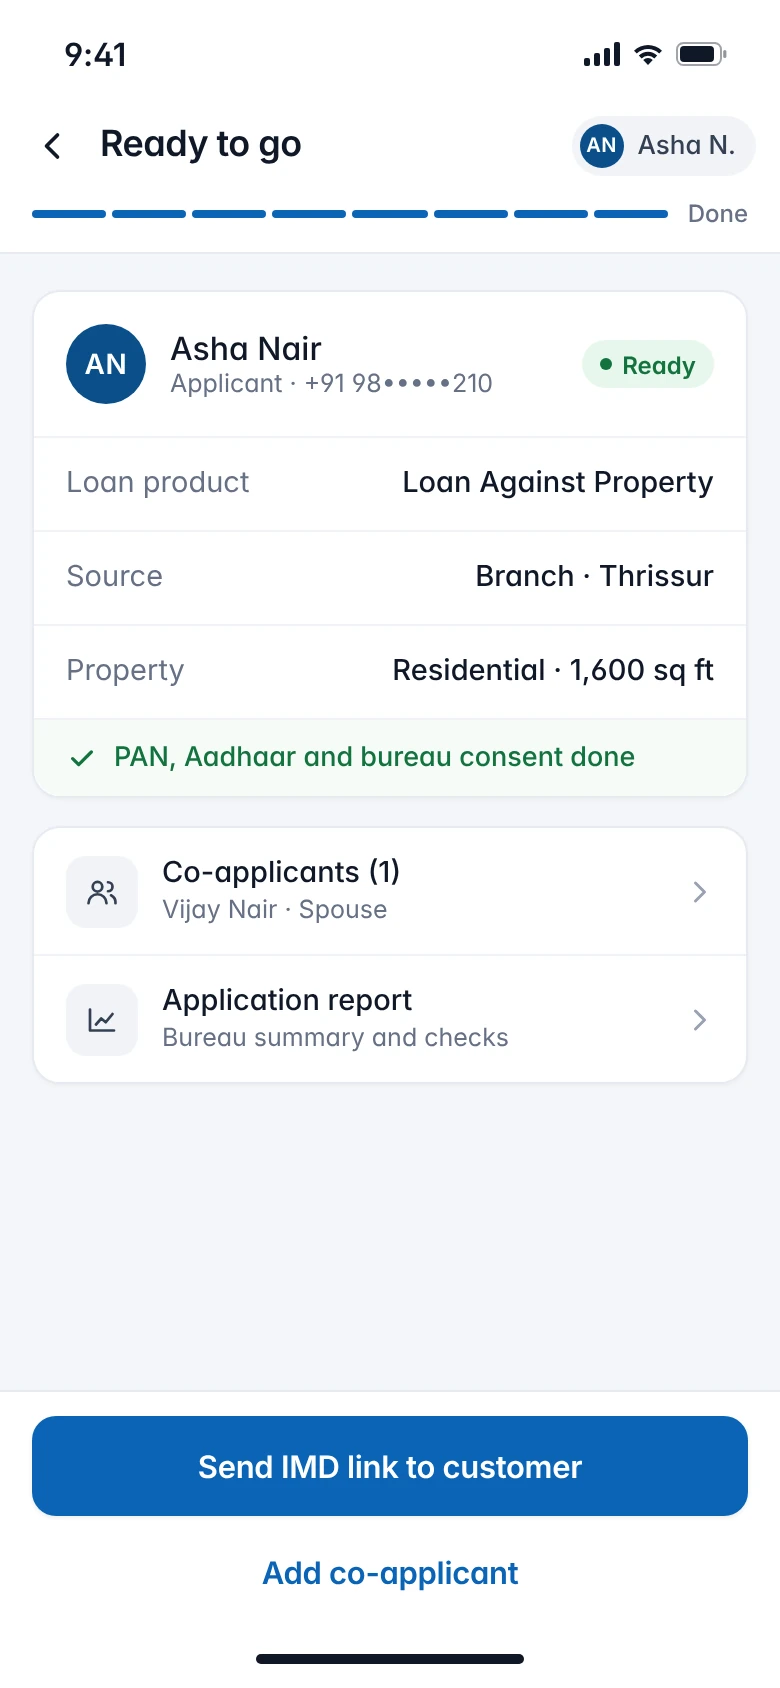 9:41
Ready to go
AN Asha N.
Done
AN
Asha Nair
Applicant · +91 98•••••210
Ready
Loan product
Loan Against Property
Source
Branch · Thrissur
Property
Residential · 1,600 sq ft
PAN, Aadhaar and bureau consent done
Co-applicants (1)
Vijay Nair · Spouse
Application report
Bureau summary and checks
Send IMD link to customer
Add co-applicant